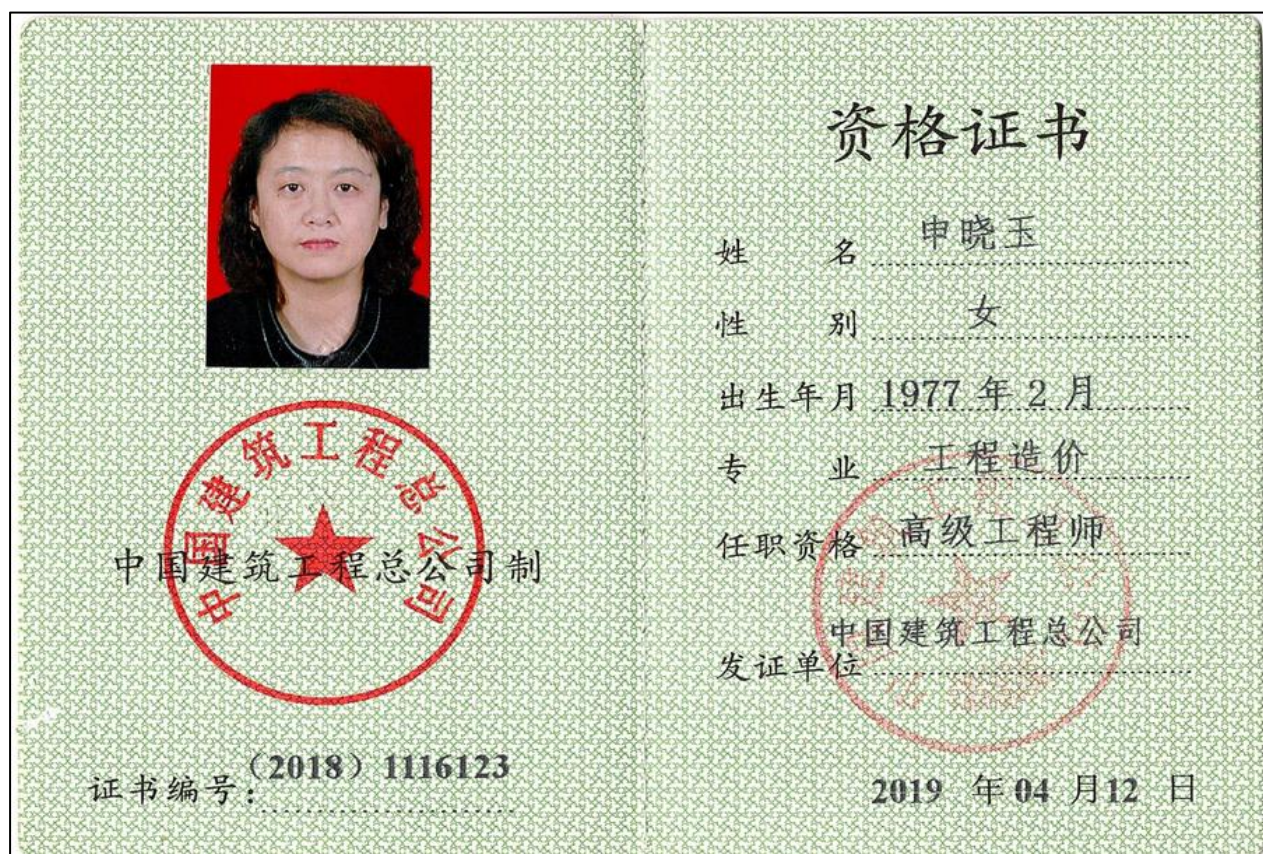 中国建筑工程总公司
中国建筑工程总公司制
证书编号：（2018）1116123
资格证书
姓 名 申晓玉
性 别 女
出生年月 1977 年 2 月
专 业 工程造价
任职资格 高级工程师
发证单位 中国建筑工程总公司
2019 年 04 月 12 日